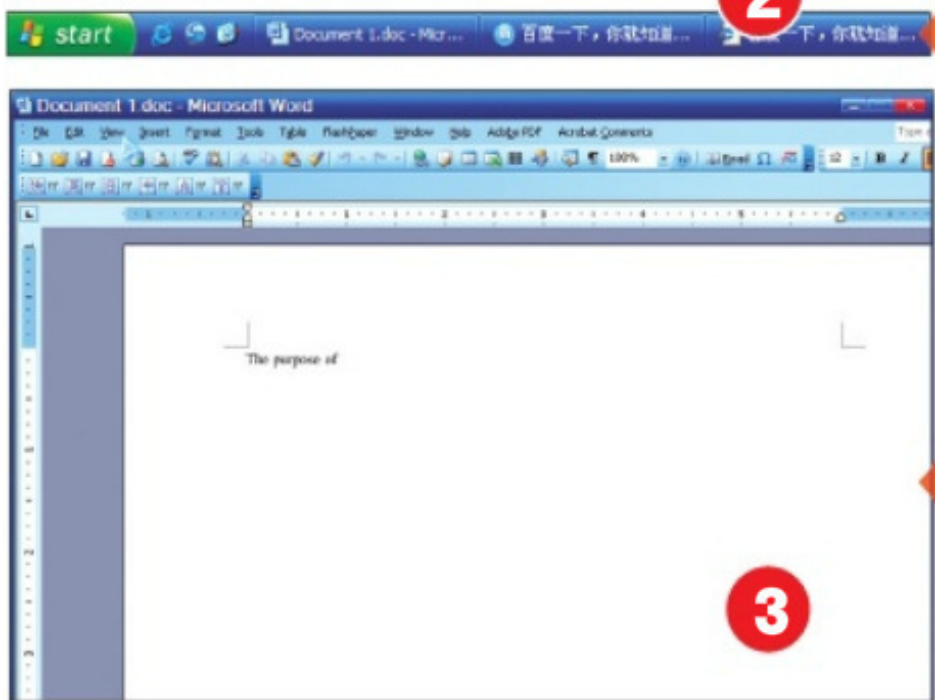 2
start Document 1.doc - Micr... 百度一下，你就知道... 一下，你就知道...
Document 1.doc - Microsoft Word
File Edit View Insert Format Tools Table FlashPaper Window Help Adobe PDF Acrobat Comments
100% Read 12 B I
The purpose of
3